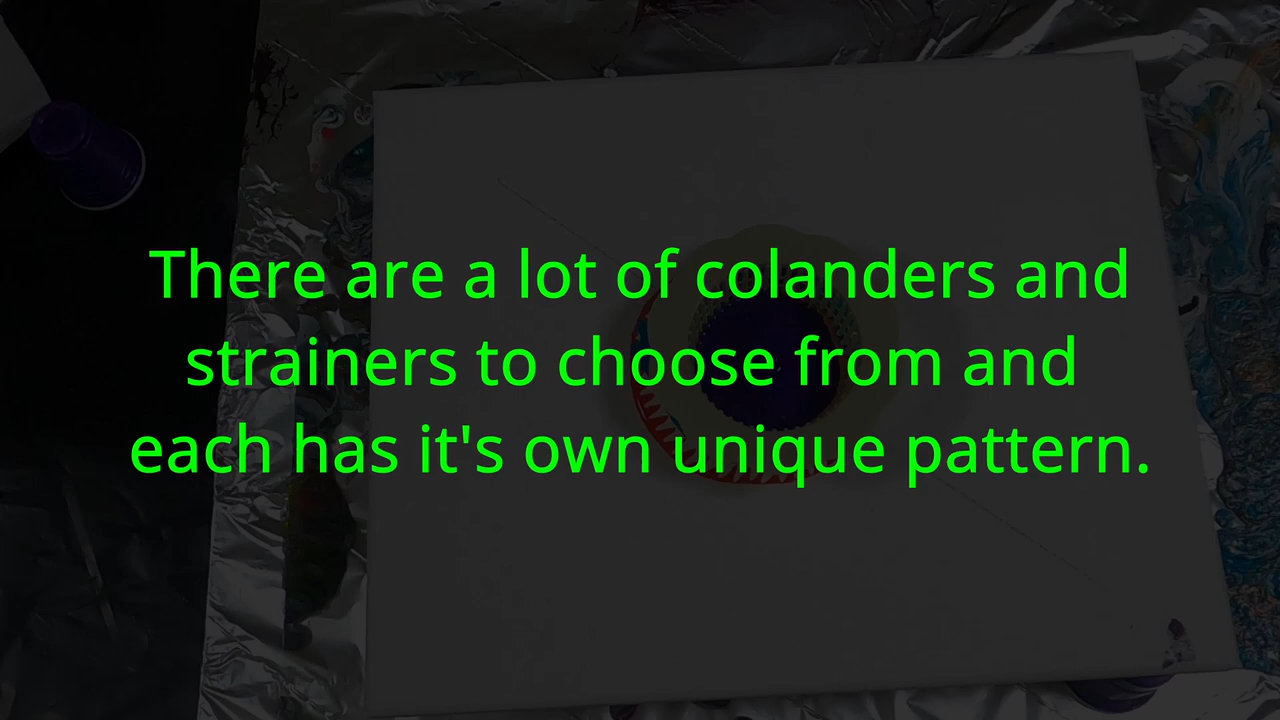 There are a lot of colanders and
strainers to choose from and
each has it's own unique pattern.